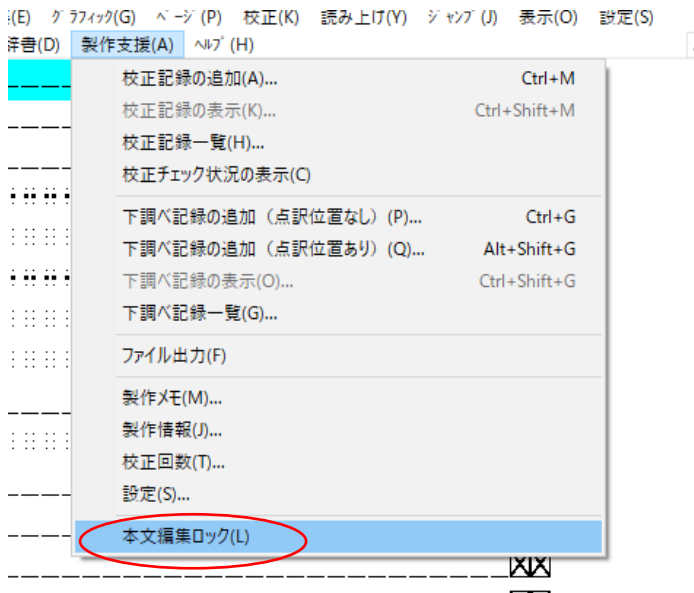 (E) ｸﾞﾗﾌｨｯｸ(G) ﾍﾟｰｼﾞ(P) 校正(K) 読み上げ(Y) ｼﾞｬﾝﾌﾟ(J) 表示(O) 設定(S)
辞書(D) 製作支援(A) ﾍﾙﾌﾟ(H)
校正記録の追加(A)... Ctrl+M
校正記録の表示(K)... Ctrl+Shift+M
校正記録一覧(H)...
校正チェック状況の表示(C)
下調べ記録の追加（点訳位置なし）(P)... Ctrl+G
下調べ記録の追加（点訳位置あり）(Q)... Alt+Shift+G
下調べ記録の表示(O)... Ctrl+Shift+G
下調べ記録一覧(G)...
ファイル出力(F)
製作メモ(M)...
製作情報(J)...
校正回数(T)...
設定(S)...
本文編集ロック(L)